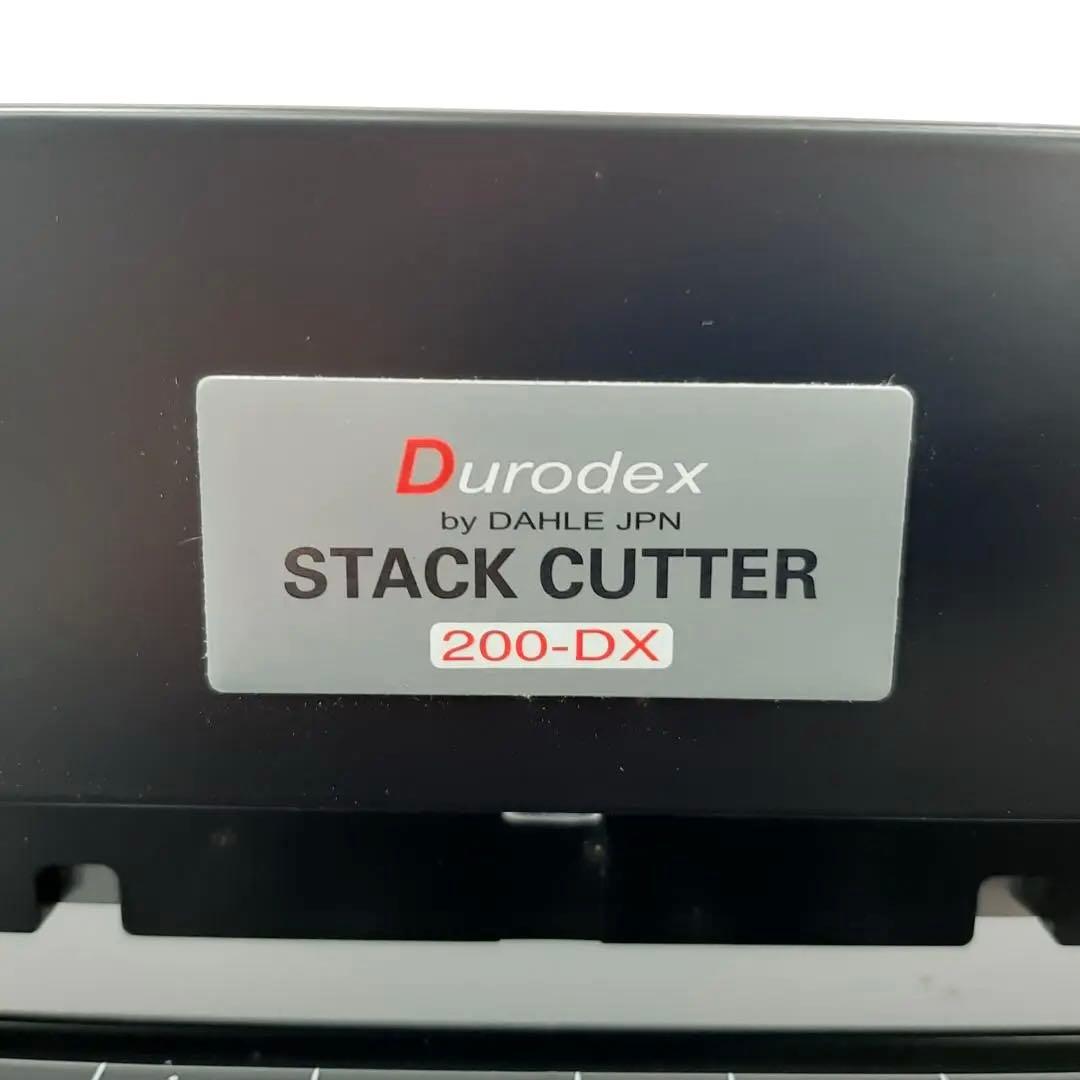 Durodex
by DAHLE JPN
STACK CUTTER
200-DX